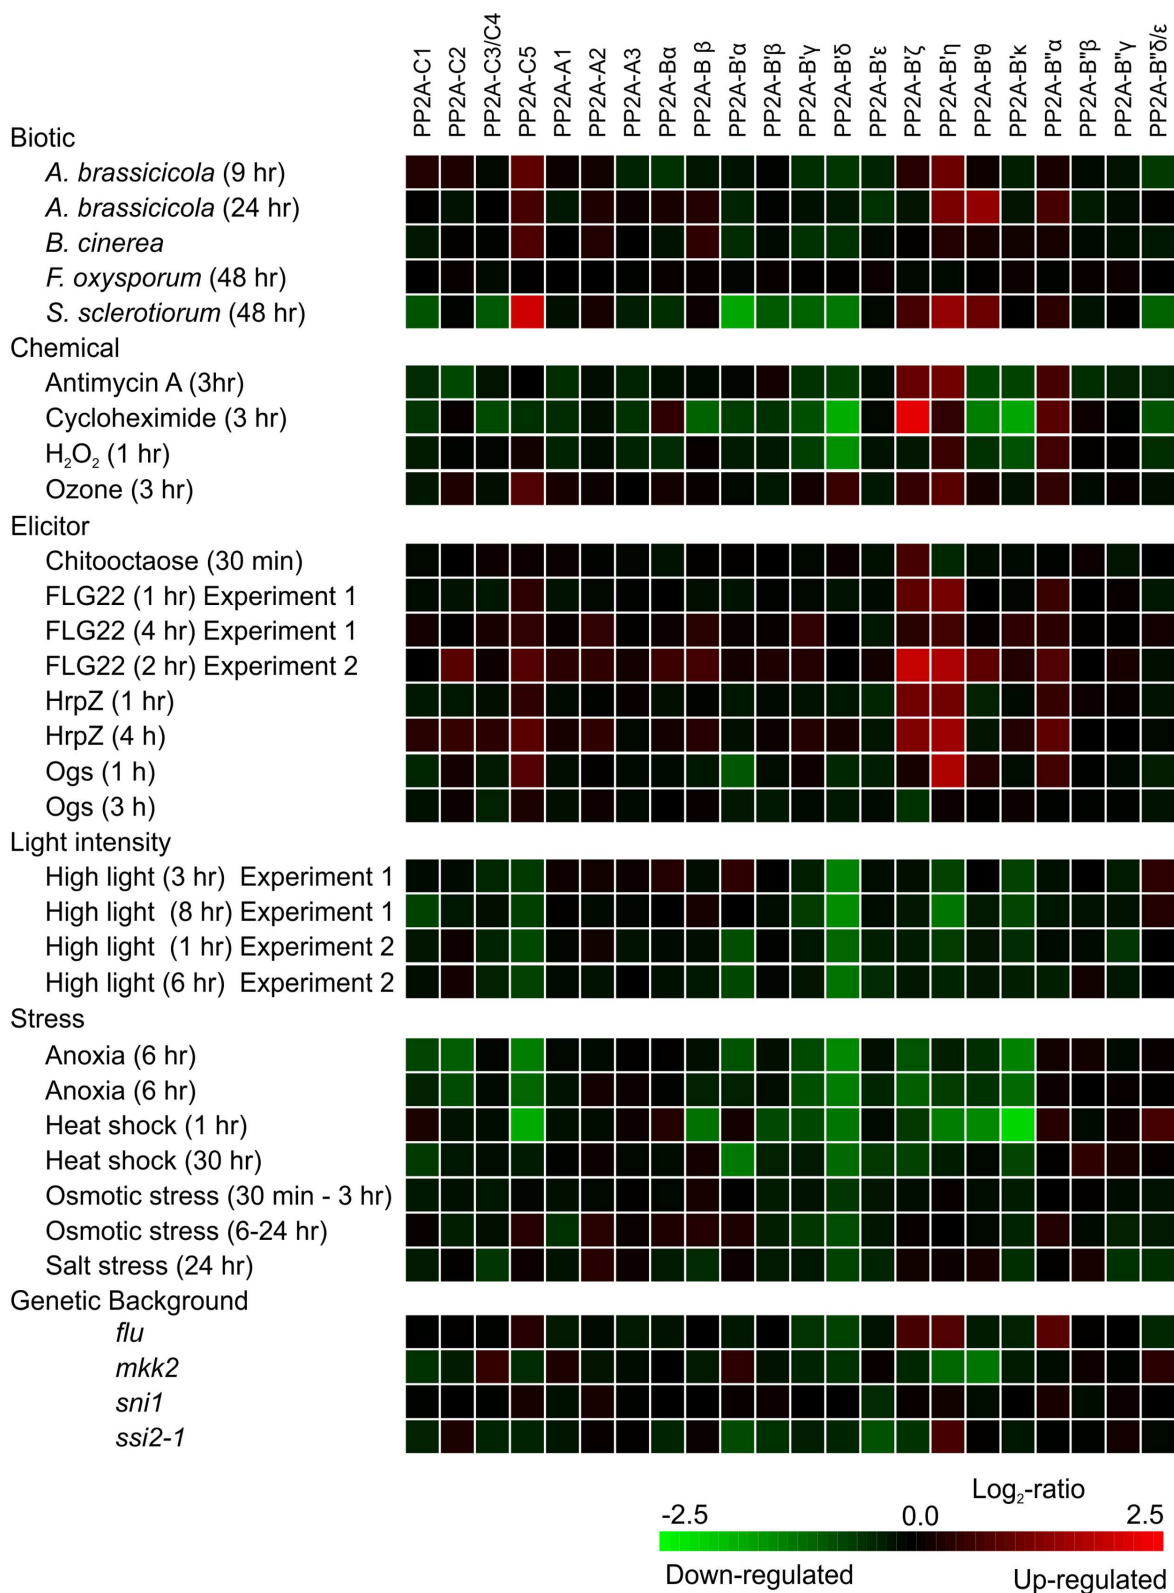 PP2A-C1
PP2A-C2
PP2A-C3/C4
PP2A-C5
PP2A-A1
PP2A-A2
PP2A-A3
PP2A-Bα
PP2A-B β
PP2A-B'α
PP2A-B'β
PP2A-B'γ
PP2A-B'δ
PP2A-B'ε
PP2A-B'ζ
PP2A-B'η
PP2A-B'θ
PP2A-B'κ
PP2A-B"α
PP2A-B"β
PP2A-B"γ
PP2A-B"δ/ε
Biotic
A. brassicicola (9 hr)
A. brassicicola (24 hr)
B. cinerea
F. oxysporum (48 hr)
S. sclerotiorum (48 hr)
Chemical
Antimycin A (3hr)
Cycloheximide (3 hr)
H₂O₂ (1 hr)
Ozone (3 hr)
Elicitor
Chitooctaose (30 min)
FLG22 (1 hr) Experiment 1
FLG22 (4 hr) Experiment 1
FLG22 (2 hr) Experiment 2
HrpZ (1 hr)
HrpZ (4 h)
Ogs (1 h)
Ogs (3 h)
Light intensity
High light (3 hr) Experiment 1
High light (8 hr) Experiment 1
High light (1 hr) Experiment 2
High light (6 hr) Experiment 2
Stress
Anoxia (6 hr)
Anoxia (6 hr)
Heat shock (1 hr)
Heat shock (30 hr)
Osmotic stress (30 min - 3 hr)
Osmotic stress (6-24 hr)
Salt stress (24 hr)
Genetic Background
flu
mkk2
sni1
ssi2-1
Log₂-ratio
-2.5 0.0 2.5
Down-regulated Up-regulated